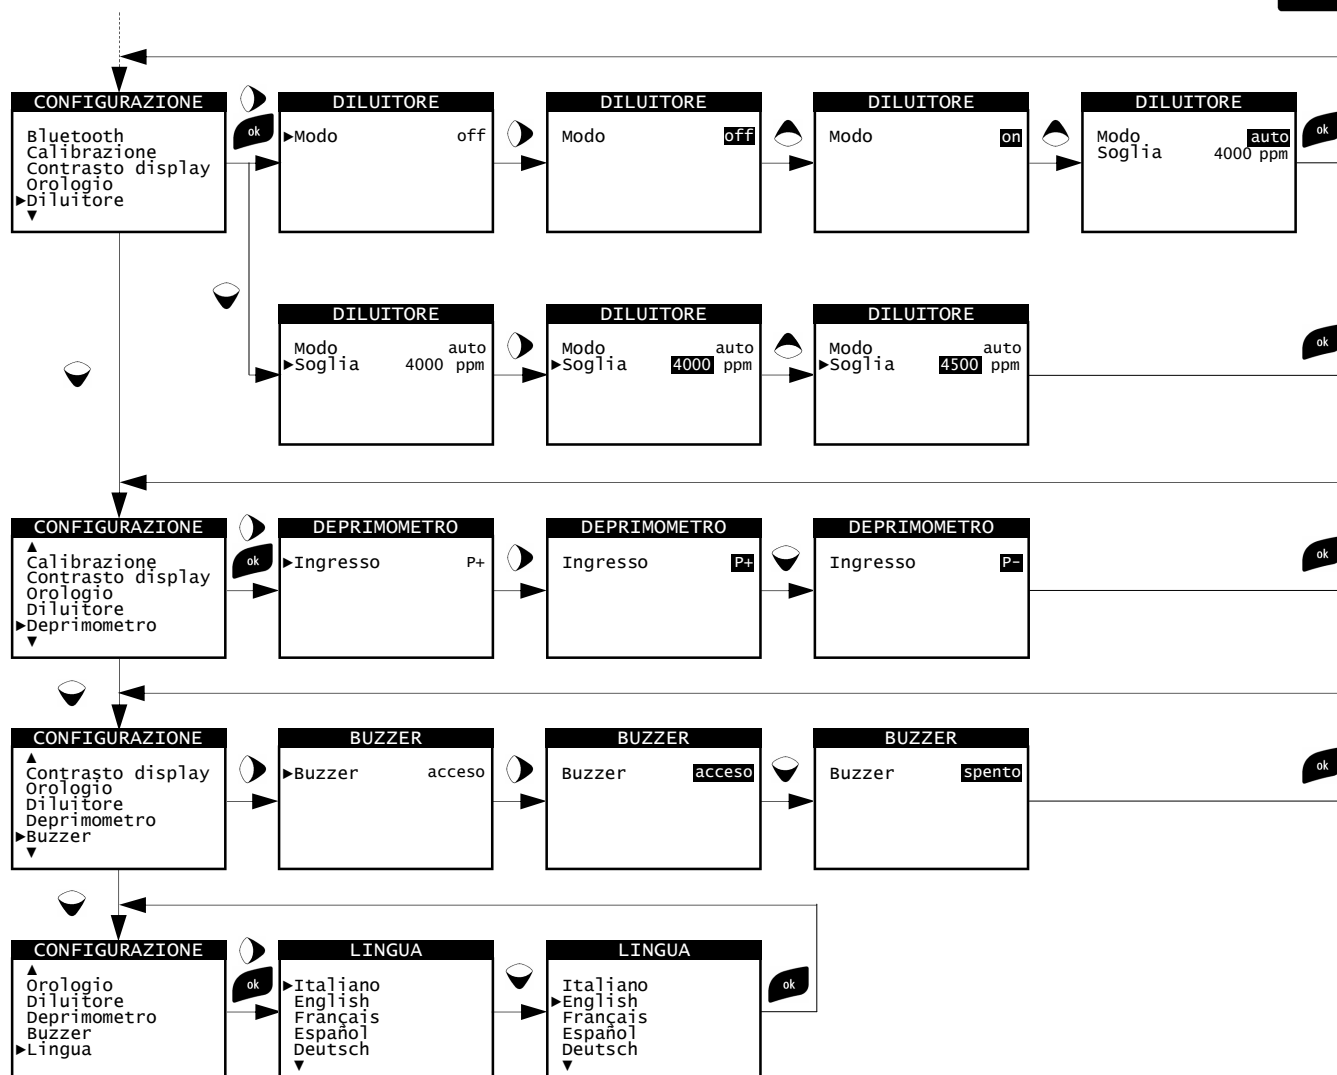 CONFIGURAZIONE
Bluetooth
Calibrazione
Contrasto display
Orologio
►Diluitore
▼
ok
DILUITORE
►Modo off
DILUITORE
Modo off
DILUITORE
Modo on
DILUITORE
Modo auto
Soglia 4000 ppm
ok
DILUITORE
Modo auto
►Soglia 4000 ppm
DILUITORE
Modo auto
►Soglia 4000 ppm
DILUITORE
Modo auto
►Soglia 4500 ppm
ok
CONFIGURAZIONE
▲
Calibrazione
Contrasto display
Orologio
Diluitore
►Deprimometro
▼
ok
DEPRIMOMETRO
►Ingresso P+
DEPRIMOMETRO
Ingresso P+
DEPRIMOMETRO
Ingresso P-
ok
CONFIGURAZIONE
▲
Contrasto display
Orologio
Diluitore
Deprimometro
►Buzzer
▼
BUZZER
►Buzzer acceso
BUZZER
Buzzer acceso
BUZZER
Buzzer spento
ok
CONFIGURAZIONE
▲
Orologio
Diluitore
Deprimometro
Buzzer
►Lingua
ok
LINGUA
►Italiano
English
Français
Español
Deutsch
▼
LINGUA
Italiano
►English
Français
Español
Deutsch
▼
ok